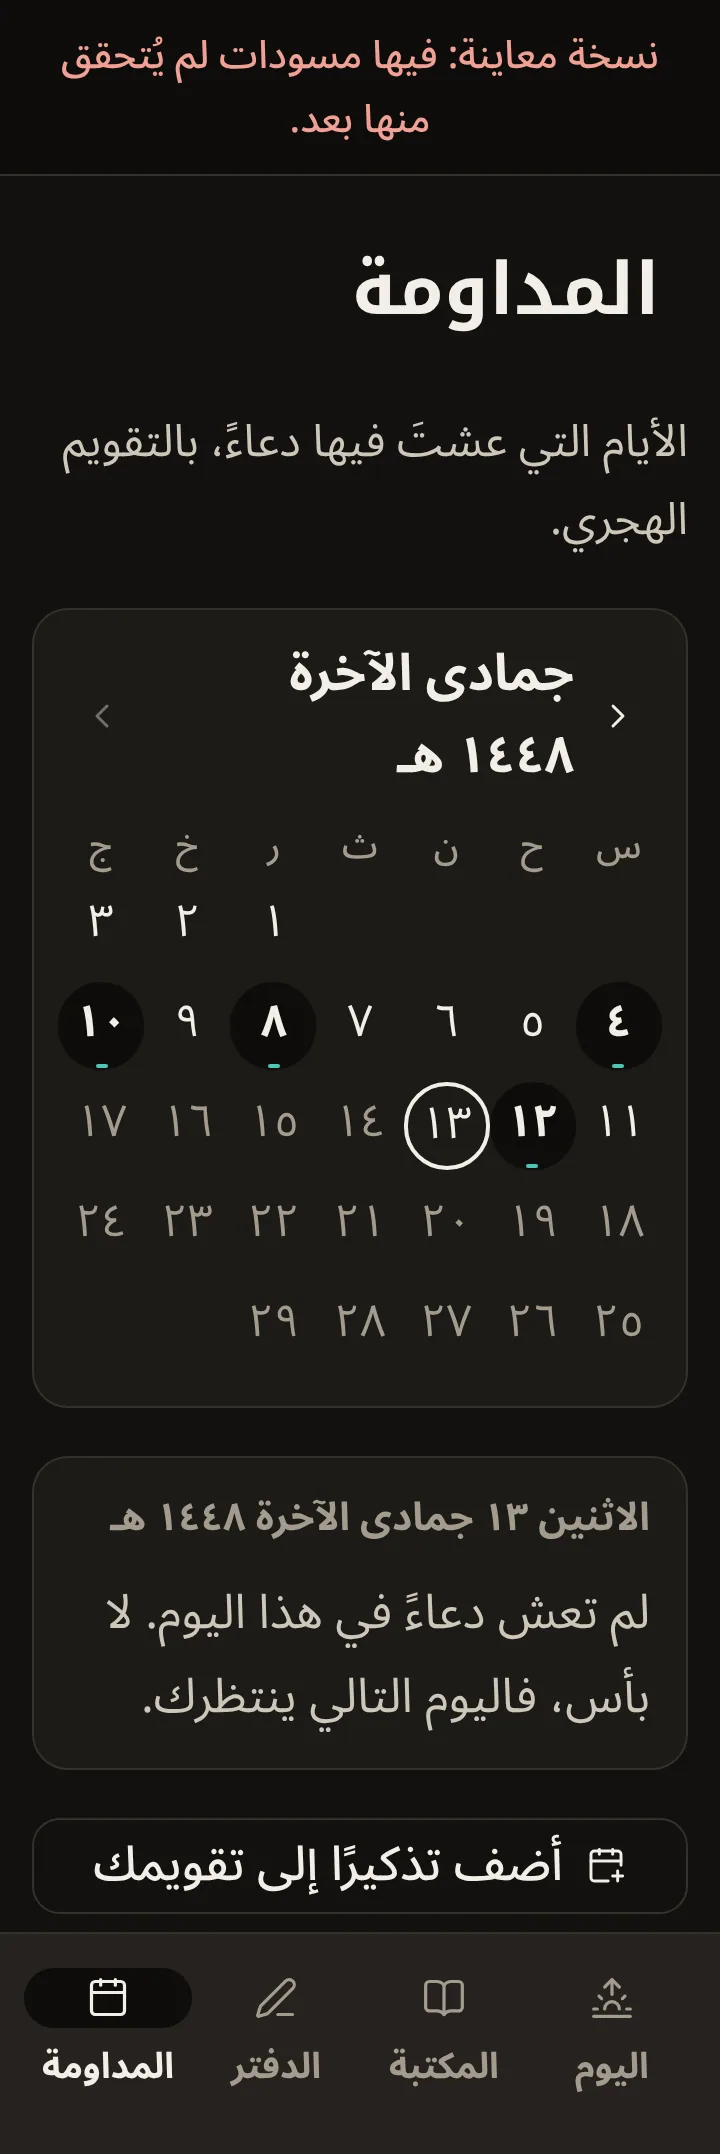 نسخة معاينة: فيها مسودات لم يُتحقق
منها بعد.
المداومة
الأيام التي عشتَ فيها دعاءً، بالتقويم
الهجري.
جمادى الآخرة
١٤٤٨ هـ
س ح ن ث ر خ ج
١ ٢ ٣
٤ ٥ ٦ ٧ ٨ ٩ ١٠
١١ ١٢ ١٣ ١٤ ١٥ ١٦ ١٧
١٨ ١٩ ٢٠ ٢١ ٢٢ ٢٣ ٢٤
٢٥ ٢٦ ٢٧ ٢٨ ٢٩
الاثنين ١٣ جمادى الآخرة ١٤٤٨ هـ
لم تعش دعاءً في هذا اليوم. لا
بأس، فاليوم التالي ينتظرك.
أضف تذكيرًا إلى تقويمك
اليوم المكتبة الدفتر المداومة